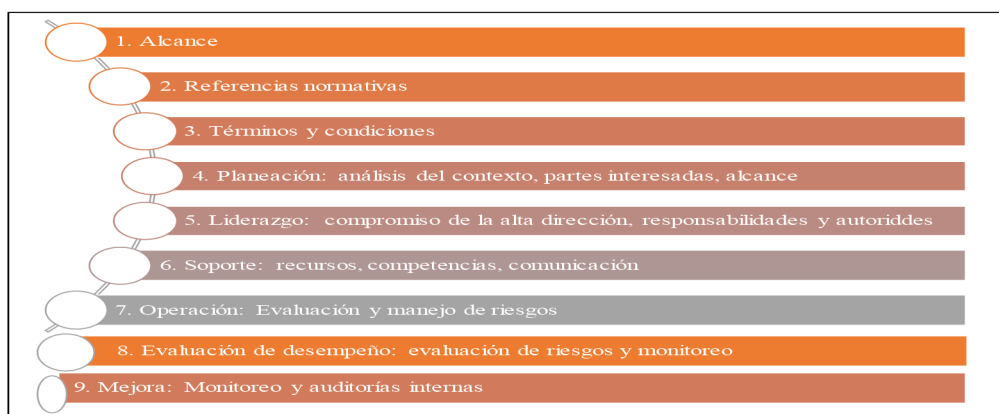 1. Alcance
2. Referencias normativas
3. Términos y condiciones
4. Planeación: análisis del contexto, partes interesadas, alcance
5. Liderazgo: compromiso de la alta dirección, responsabilidades y autoriddes
6. Soporte: recursos, competencias, comunicación
7. Operación: Evaluación y manejo de riesgos
8. Evaluación de desempeño: evaluación de riesgos y monitoreo
9. Mejora: Monitoreo y auditorías internas